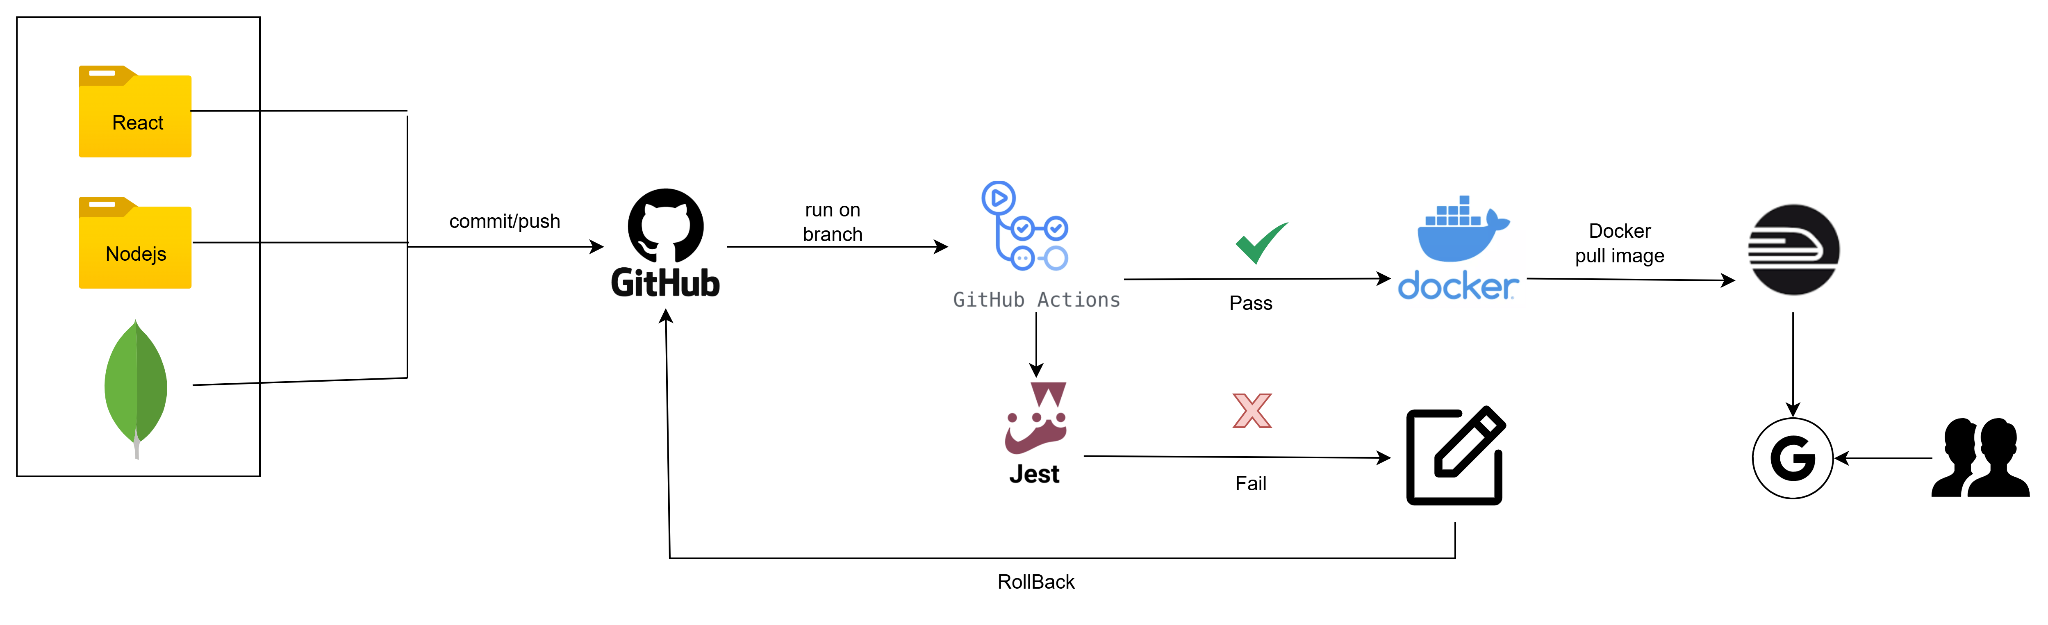 React
Nodejs
commit/push
GitHub
run on
branch
GitHub Actions
Pass
docker
Docker
pull image
Jest
X
Fail
G
RollBack